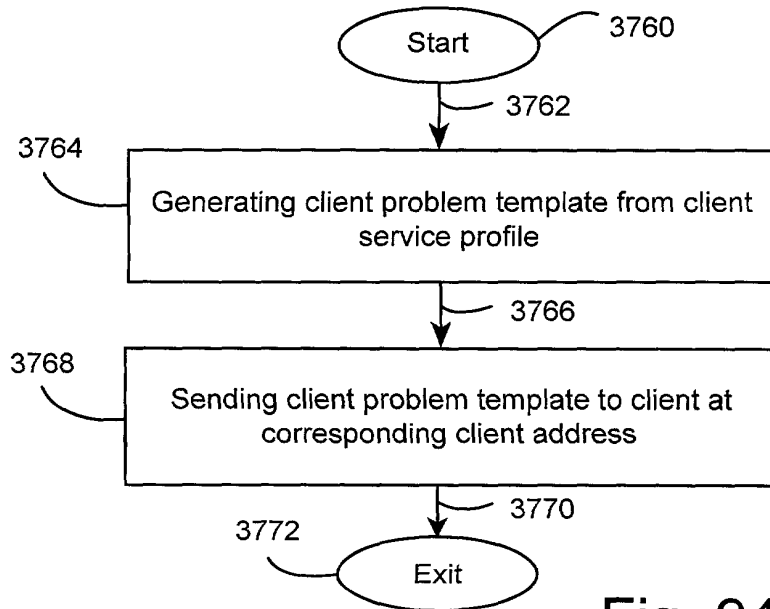 Start
3760
3762
3764
Generating client problem template from client
service profile
3766
3768
Sending client problem template to client at
corresponding client address
3770
3772
Exit